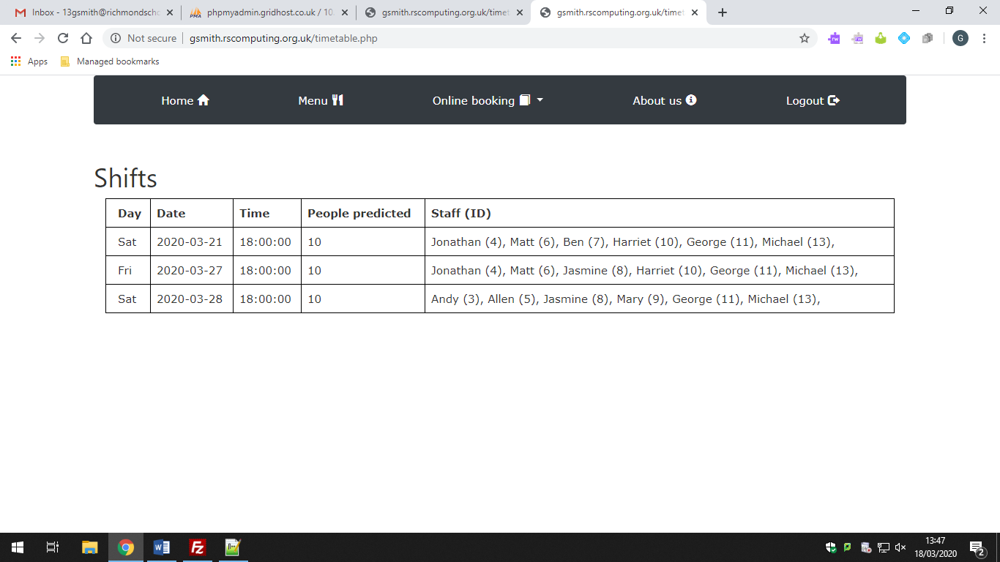 Inbox - 13gsmith@richmondsch
phpmyadmin.gridhost.co.uk / 10.
gsmith.rscomputing.org.uk/timet
gsmith.rscomputing.org.uk/timet
Not secure gsmith.rscomputing.org.uk/timetable.php
G
Apps Managed bookmarks
Home Menu Online booking About us Logout
Shifts
Day Date Time People predicted Staff (ID)
Sat 2020-03-21 18:00:00 10 Jonathan (4), Matt (6), Ben (7), Harriet (10), George (11), Michael (13),
Fri 2020-03-27 18:00:00 10 Jonathan (4), Matt (6), Jasmine (8), Harriet (10), George (11), Michael (13),
Sat 2020-03-28 18:00:00 10 Andy (3), Allen (5), Jasmine (8), Mary (9), George (11), Michael (13),
13:47
18/03/2020
2